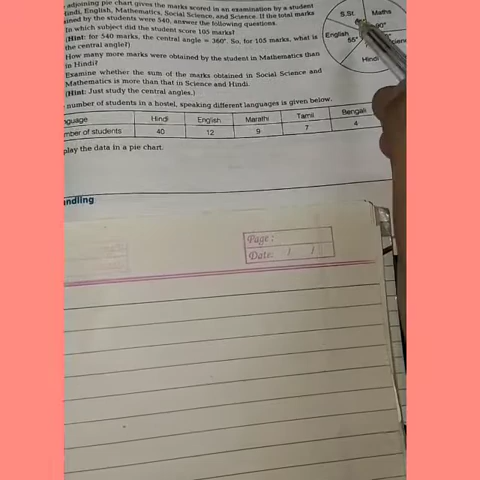 adjoining pie chart gives the marks scored in an examination by a student
Hindi, English, Mathematics, Social Science, and Science. If the total marks
by the students were 540, answer the following questions.
In which subject did the student score 105 marks?
(Hint: for 540 marks, the central angle = 360°. So, for 105 marks, what is
the central angle?)
How many more marks were obtained by the student in Mathematics than
in Hindi?
Examine whether the sum of the marks obtained in Social Science and
Mathematics is more than that in Science and Hindi.
(Hint: Just study the central angles.)
S.St.
Maths
90°
English
55°
Hindi
number of students in a hostel, speaking different languages is given below.
Hindi English Marathi Tamil Bengali
of students 40 12 9 7 4
the data in a pie chart.
Page :
Date: / /